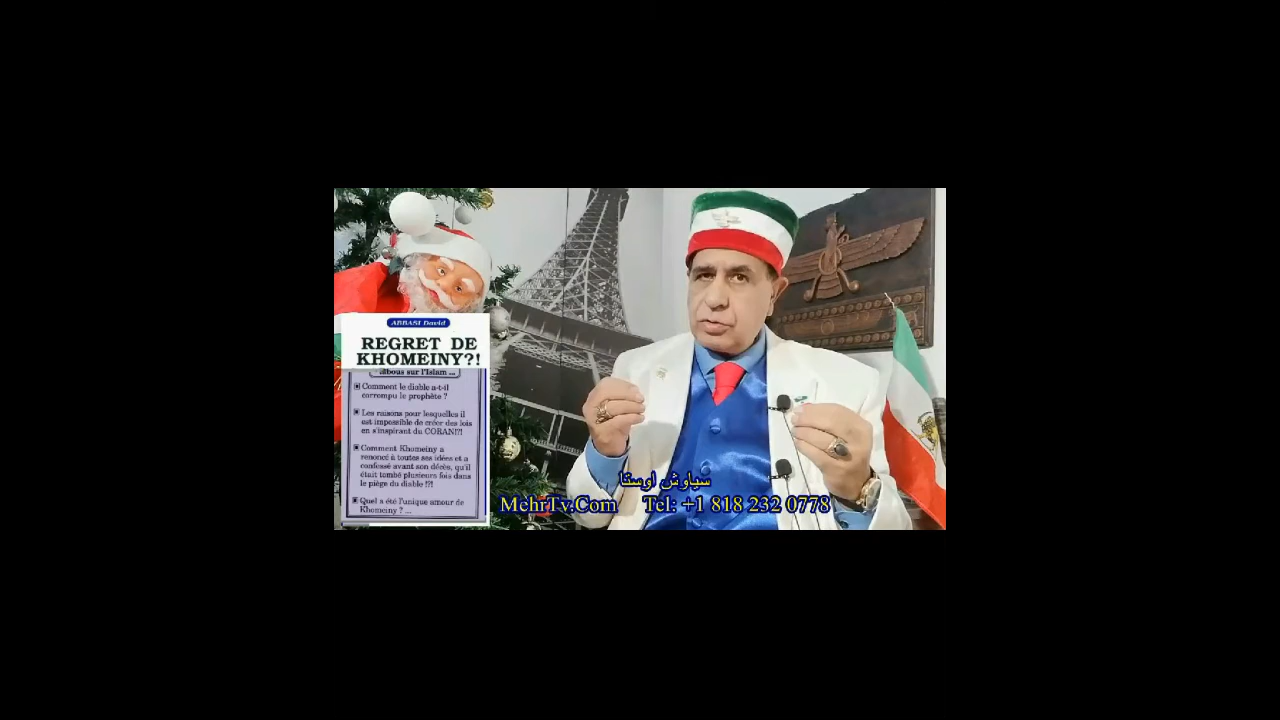 ABBASI David
REGRET DE
KHOMEINY?!
Tabous sur l'Islam ...
Comment le diable a-t-il
corrompu le prophète ?
Les raisons pour lesquelles il
est impossible de créer des lois
en s'inspirant du CORAN!?!
Comment Khomeiny a
renoncé à toutes ses idées et a
confessé avant son décès, qu'il
était tombé plusieurs fois dans
le piège du diable !?!
Quel a été l'unique amour de
Khomeiny ? ...
سیاوش اوستا
MehrTv.Com Tel: +1 818 232 0778